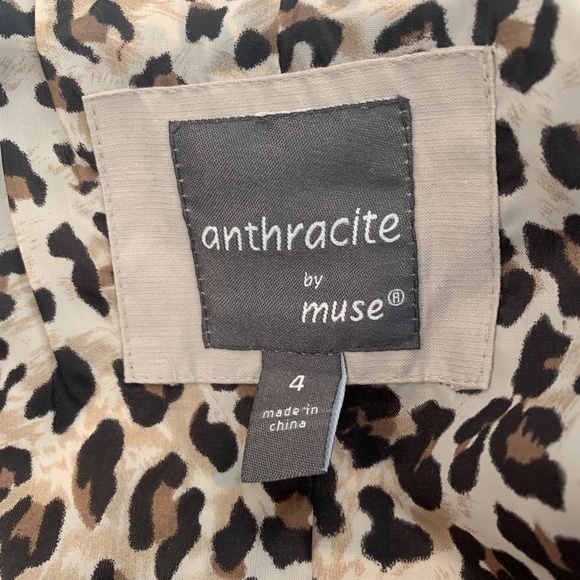 anthracite
by
muse®
4
made in
china